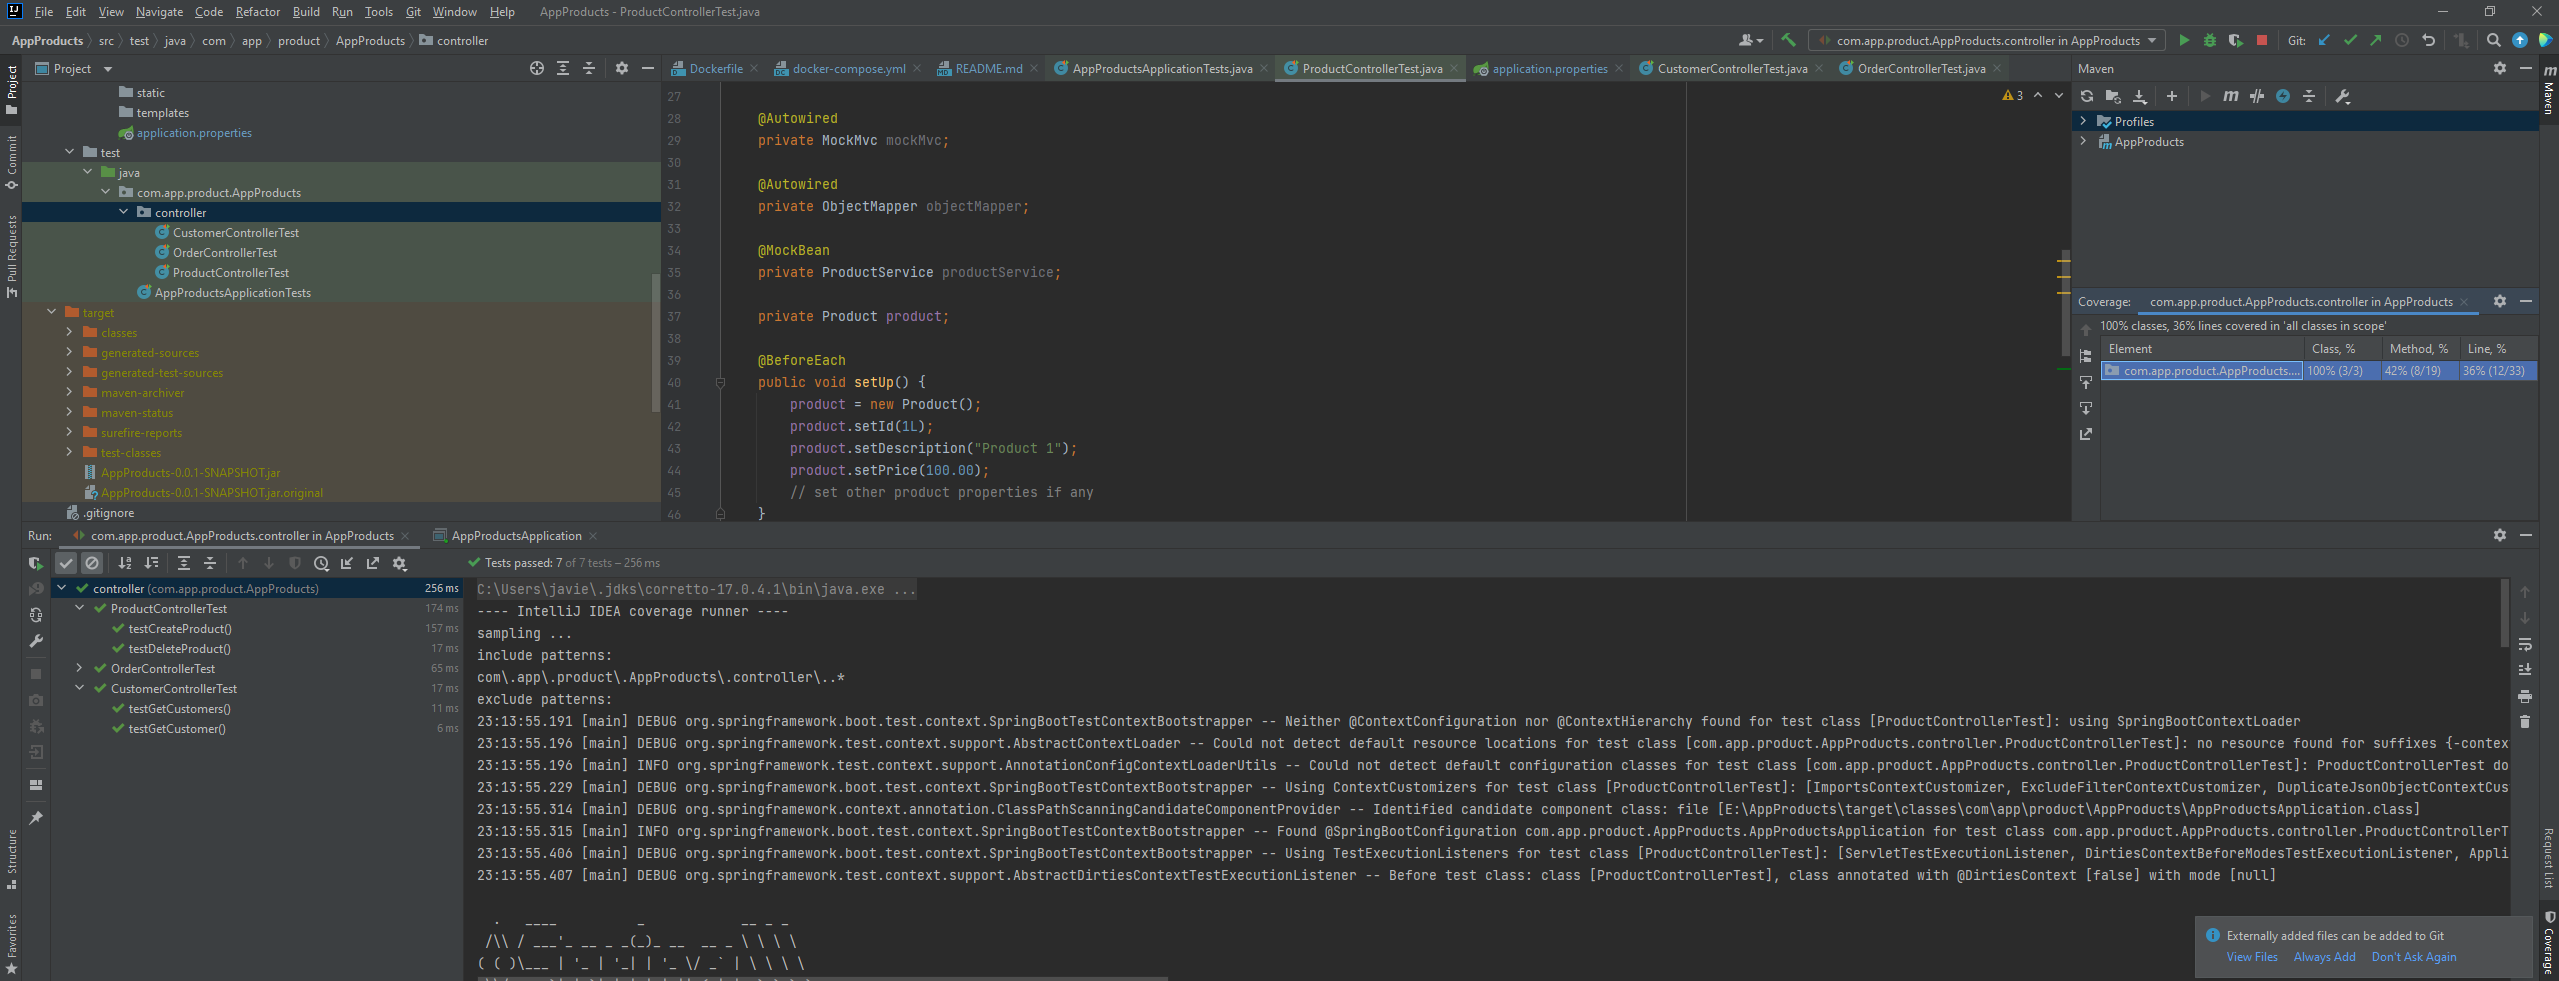 File Edit View Navigate Code Refactor Build Run Tools Git Window Help AppProducts - ProductControllerTest.java
AppProducts src test java com app product AppProducts controller
com.app.product.AppProducts.controller in AppProducts Git:
Project
Dockerfile docker-compose.yml README.md AppProductsApplicationTests.java ProductControllerTest.java application.properties CustomerControllerTest.java OrderControllerTest.java
Maven
Project
Commit
Pull Requests
Structure
Favorites
static
templates
application.properties
test
java
com.app.product.AppProducts
controller
CustomerControllerTest
OrderControllerTest
ProductControllerTest
AppProductsApplicationTests
target
classes
generated-sources
generated-test-sources
maven-archiver
maven-status
surefire-reports
test-classes
AppProducts-0.0.1-SNAPSHOT.jar
AppProducts-0.0.1-SNAPSHOT.jar.original
.gitignore
3
27
28 @Autowired
29 private MockMvc mockMvc;
30
31 @Autowired
32 private ObjectMapper objectMapper;
33
34 @MockBean
35 private ProductService productService;
36
37 private Product product;
38
39 @BeforeEach
40 public void setUp() {
41 product = new Product();
42 product.setId(1L);
43 product.setDescription("Product 1");
44 product.setPrice(100.00);
45 // set other product properties if any
46 }
Profiles
AppProducts
Coverage: com.app.product.AppProducts.controller in AppProducts
100% classes, 36% lines covered in 'all classes in scope'
Element Class, % Method, % Line, %
com.app.product.AppProducts.... 100% (3/3) 42% (8/19) 36% (12/33)
Maven
Request List
Coverage
Run: com.app.product.AppProducts.controller in AppProducts AppProductsApplication
Tests passed: 7 of 7 tests – 256 ms
controller (com.app.product.AppProducts) 256 ms
ProductControllerTest 174 ms
testCreateProduct() 157 ms
testDeleteProduct() 17 ms
OrderControllerTest 65 ms
CustomerControllerTest 17 ms
testGetCustomers() 11 ms
testGetCustomer() 6 ms
C:\Users\javie\.jdks\corretto-17.0.4.1\bin\java.exe ...
---- IntelliJ IDEA coverage runner ----
sampling ...
include patterns:
com\.app\.product\.AppProducts\.controller\..*
exclude patterns:
23:13:55.191 [main] DEBUG org.springframework.boot.test.context.SpringBootTestContextBootstrapper -- Neither @ContextConfiguration nor @ContextHierarchy found for test class [ProductControllerTest]: using SpringBootContextLoader
23:13:55.196 [main] DEBUG org.springframework.test.context.support.AbstractContextLoader -- Could not detect default resource locations for test class [com.app.product.AppProducts.controller.ProductControllerTest]: no resource found for suffixes {-contex
23:13:55.196 [main] INFO org.springframework.test.context.support.AnnotationConfigContextLoaderUtils -- Could not detect default configuration classes for test class [com.app.product.AppProducts.controller.ProductControllerTest]: ProductControllerTest do
23:13:55.229 [main] DEBUG org.springframework.boot.test.context.SpringBootTestContextBootstrapper -- Using ContextCustomizers for test class [ProductControllerTest]: [ImportsContextCustomizer, ExcludeFilterContextCustomizer, DuplicateJsonObjectContextCus
23:13:55.314 [main] DEBUG org.springframework.context.annotation.ClassPathScanningCandidateComponentProvider -- Identified candidate component class: file [E:\AppProducts\target\classes\com\app\product\AppProducts\AppProductsApplication.class]
23:13:55.315 [main] INFO org.springframework.boot.test.context.SpringBootTestContextBootstrapper -- Found @SpringBootConfiguration com.app.product.AppProducts.AppProductsApplication for test class com.app.product.AppProducts.controller.ProductControllerT
23:13:55.406 [main] DEBUG org.springframework.boot.test.context.SpringBootTestContextBootstrapper -- Using TestExecutionListeners for test class [ProductControllerTest]: [ServletTestExecutionListener, DirtiesContextBeforeModesTestExecutionListener, Appli
23:13:55.407 [main] DEBUG org.springframework.test.context.support.AbstractDirtiesContextTestExecutionListener -- Before test class: class [ProductControllerTest], class annotated with @DirtiesContext [false] with mode [null]
Externally added files can be added to Git
View Files Always Add Don't Ask Again